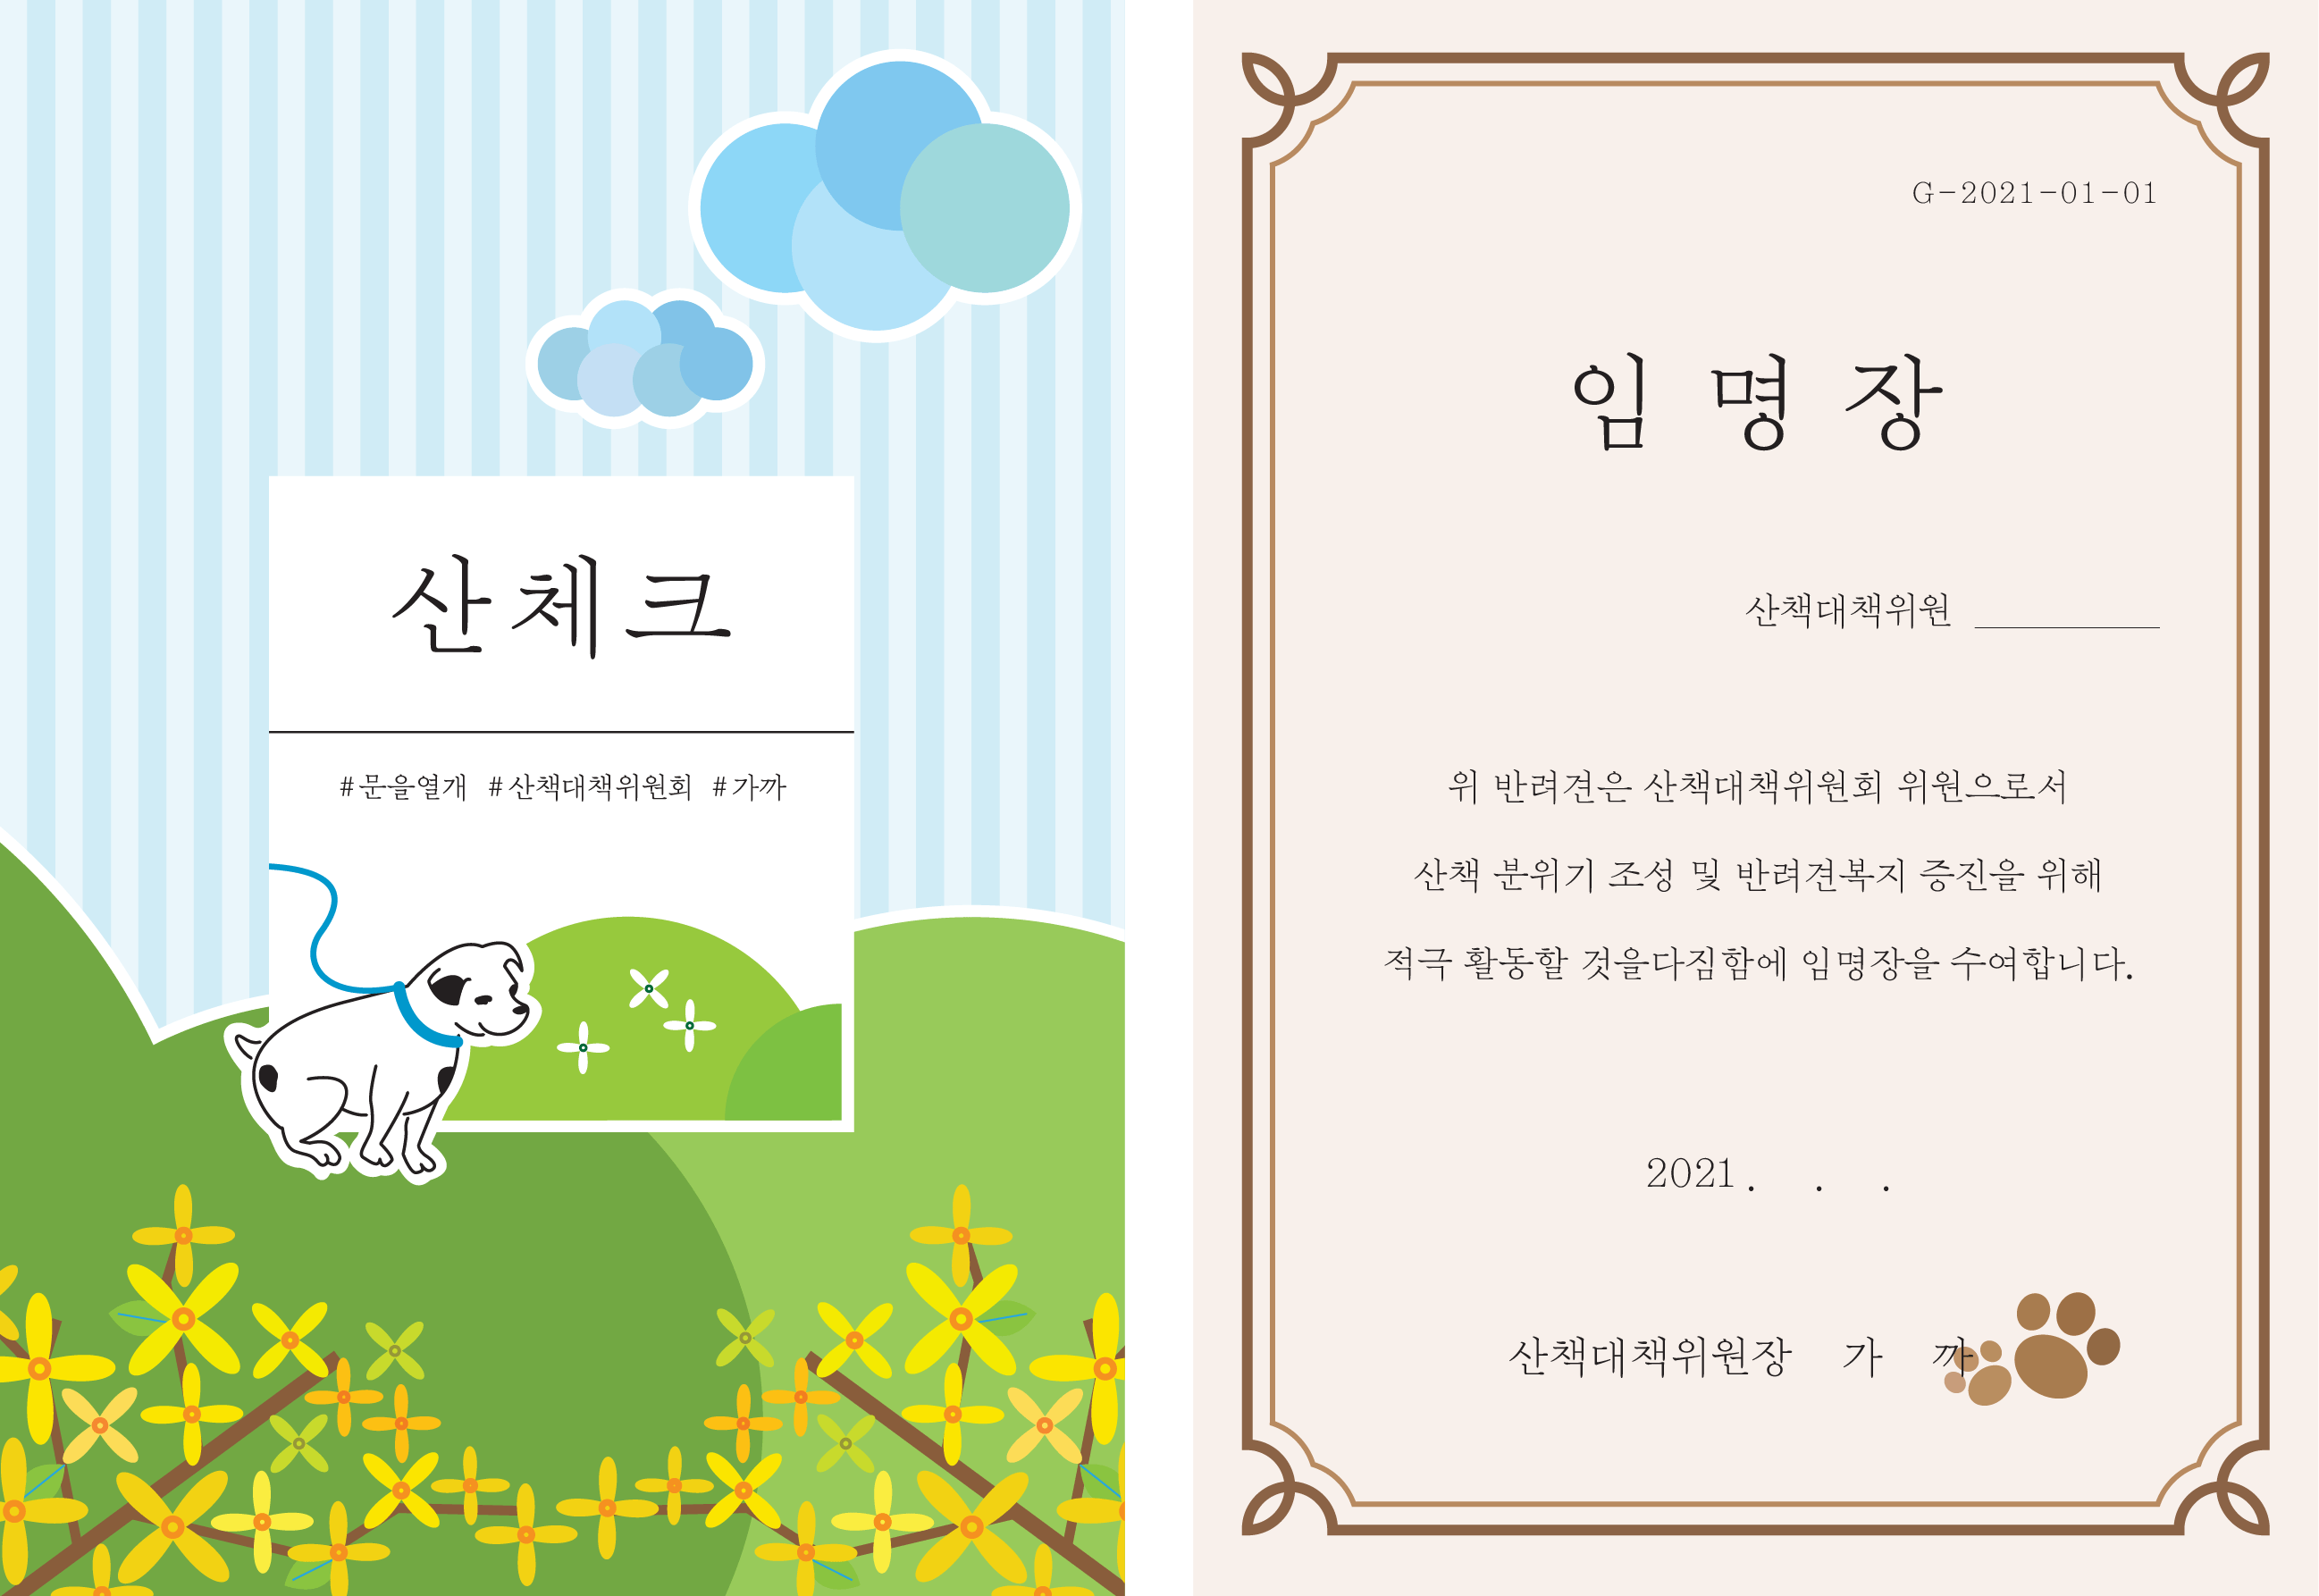 산체크
#문을열개 #산책대책위원회 #가까
G-2021-01-01
임 명 장
산책대책위원 ________
위 반려견은 산책대책위원회 위원으로서
산책 분위기 조성 및 반려견복지 증진을 위해
적극 활동할 것을다짐함에 임명장을 수여합니다.
2021 .   .   .
산책대책위원장 가 까